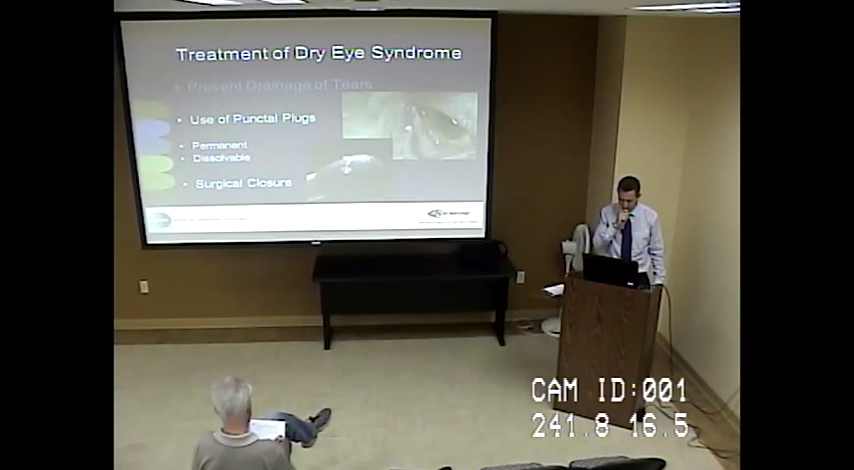 Treatment of Dry Eye Syndrome
• Prevent Drainage of Tears
• Use of Punctal Plugs
• Permanent
• Dissolvable
• Surgical Closure
CAM ID:001
241.8 16.5